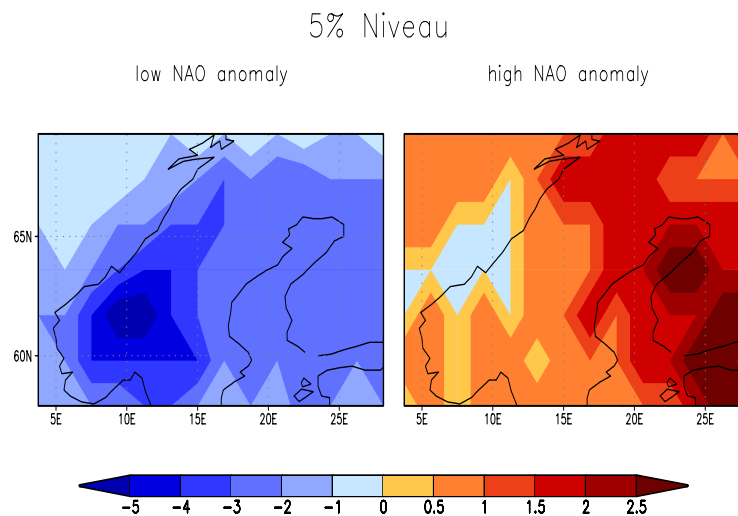 5% Niveau
low NAO anomaly high NAO anomaly
65N
60N
5E 10E 15E 20E 25E 5E 10E 15E 20E 25E
-5 -4 -3 -2 -1 0 0.5 1 1.5 2 2.5